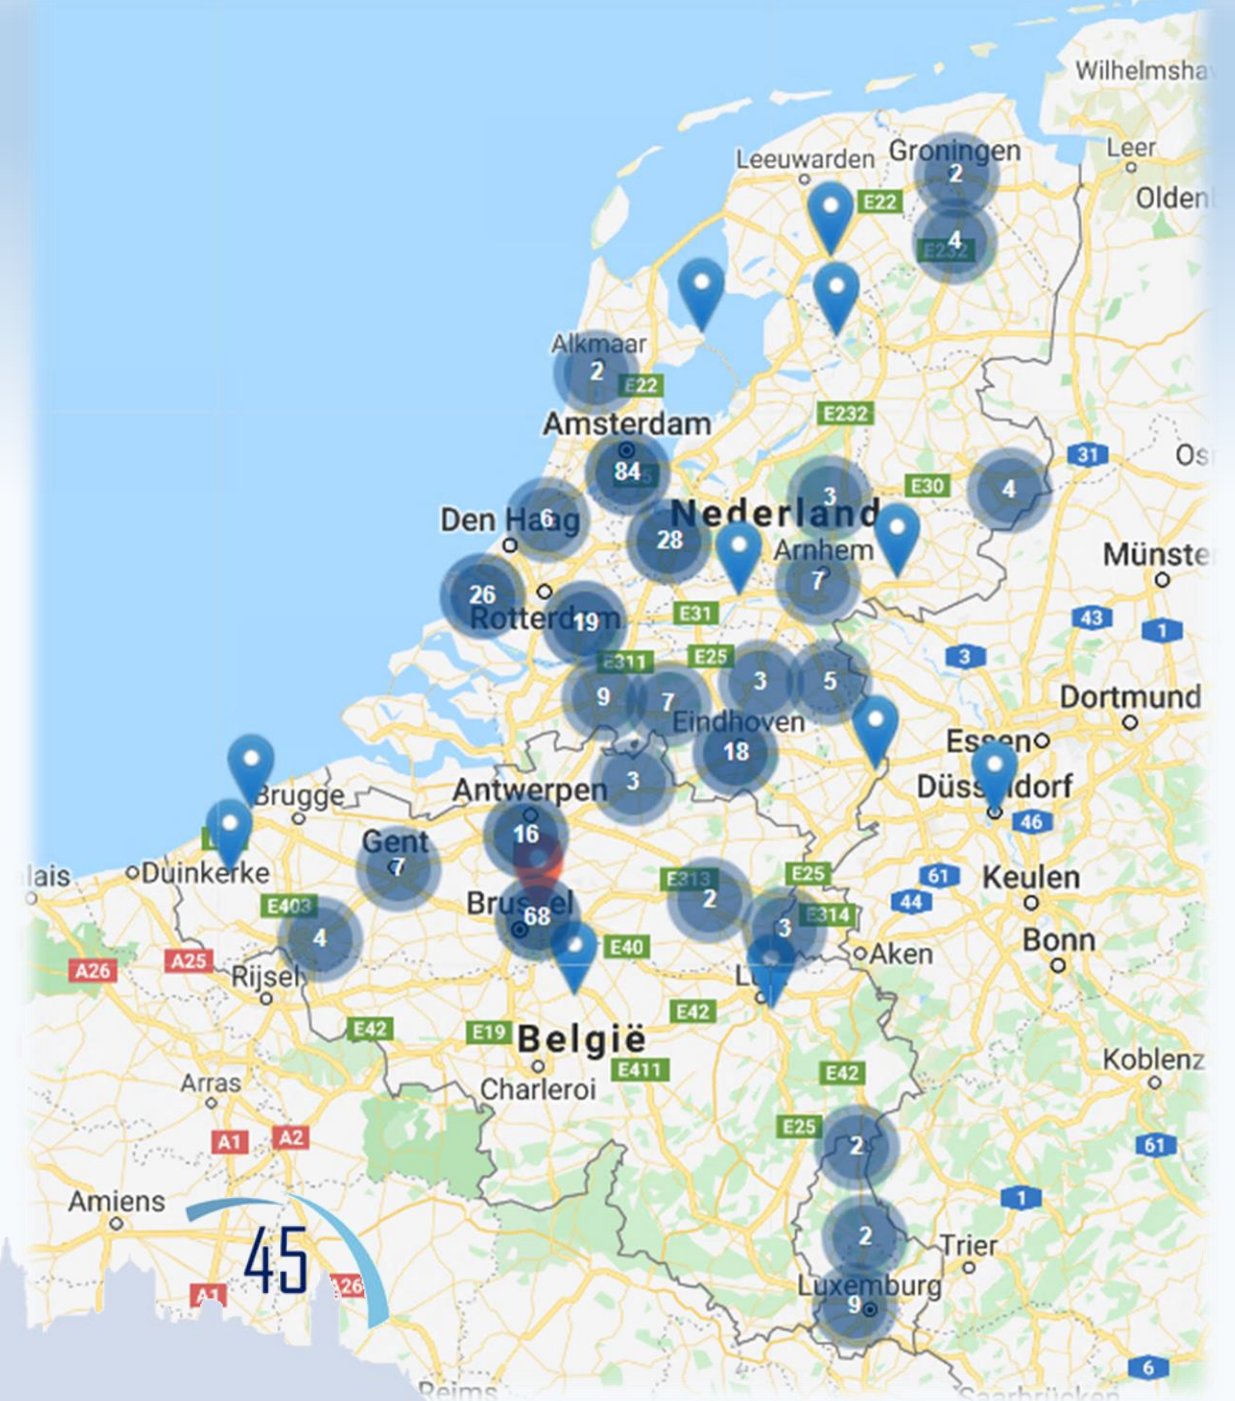 Wilhelmsha
Leer
Groningen
Leeuwarden
2
E22
Olden
4
E232
Alkmaar
2
E22
E232
Amsterdam
31
Os
84
3
E30
4
Den Haag
6
Nederland
28
Arnhem
Münste
7
26
Rotterdam
19
E31
43
1
E311
E25
3
3
5
9
7
Dortmund
Eindhoven
Essen
18
3
Antwerpen
Düsseldorf
Brugge
46
16
Gent
7
Duinkerke
lais
E25
61
Keulen
E313
2
44
E403
Brussel
68
E314
3
4
E40
Bonn
Aken
A26
A25
Rijsel
E42
E42
E19
België
E411
E42
Koblenz
Charleroi
Arras
E25
A1
A2
2
61
Amiens
1
2
Trier
45
Luxemburg
A26
A1
9
6
Reims
Saarbrücken